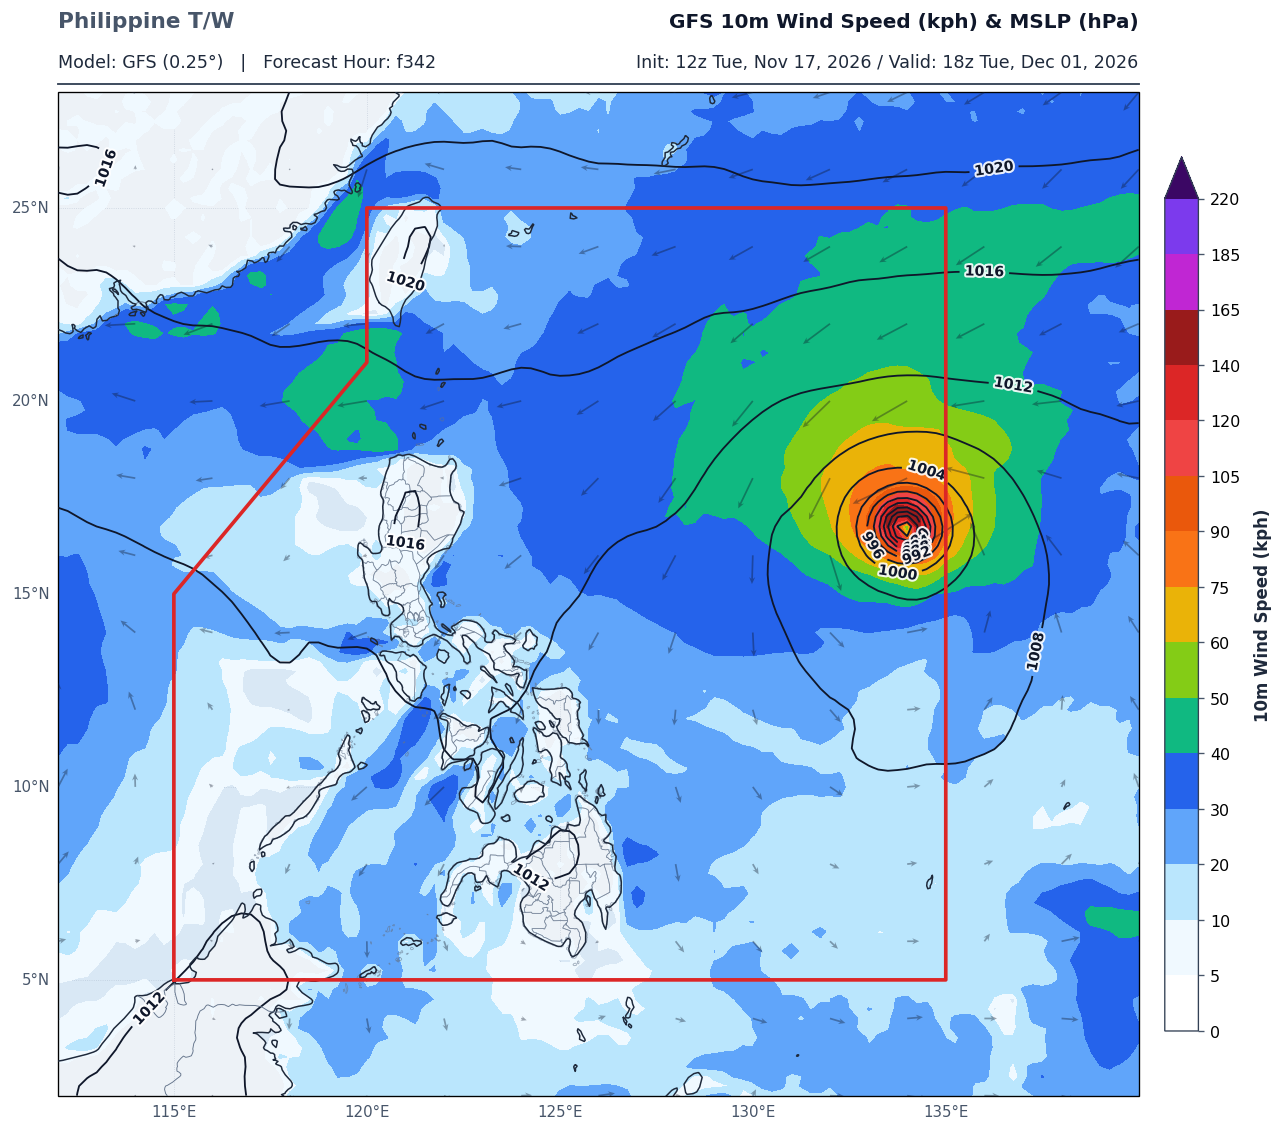 Philippine T/W
GFS 10m Wind Speed (kph) & MSLP (hPa)
Model: GFS (0.25°) | Forecast Hour: f342
Init: 12z Tue, Nov 17, 2026 / Valid: 18z Tue, Dec 01, 2026
1016
1020
25°N
1020
1016
20°N
1012
1004
1016
996
992
1000
15°N
1008
10°N
1012
5°N
1012
115°E
120°E
125°E
130°E
135°E
220
185
165
140
120
105
90
75
60
50
40
30
20
10
5
0
10m Wind Speed (kph)